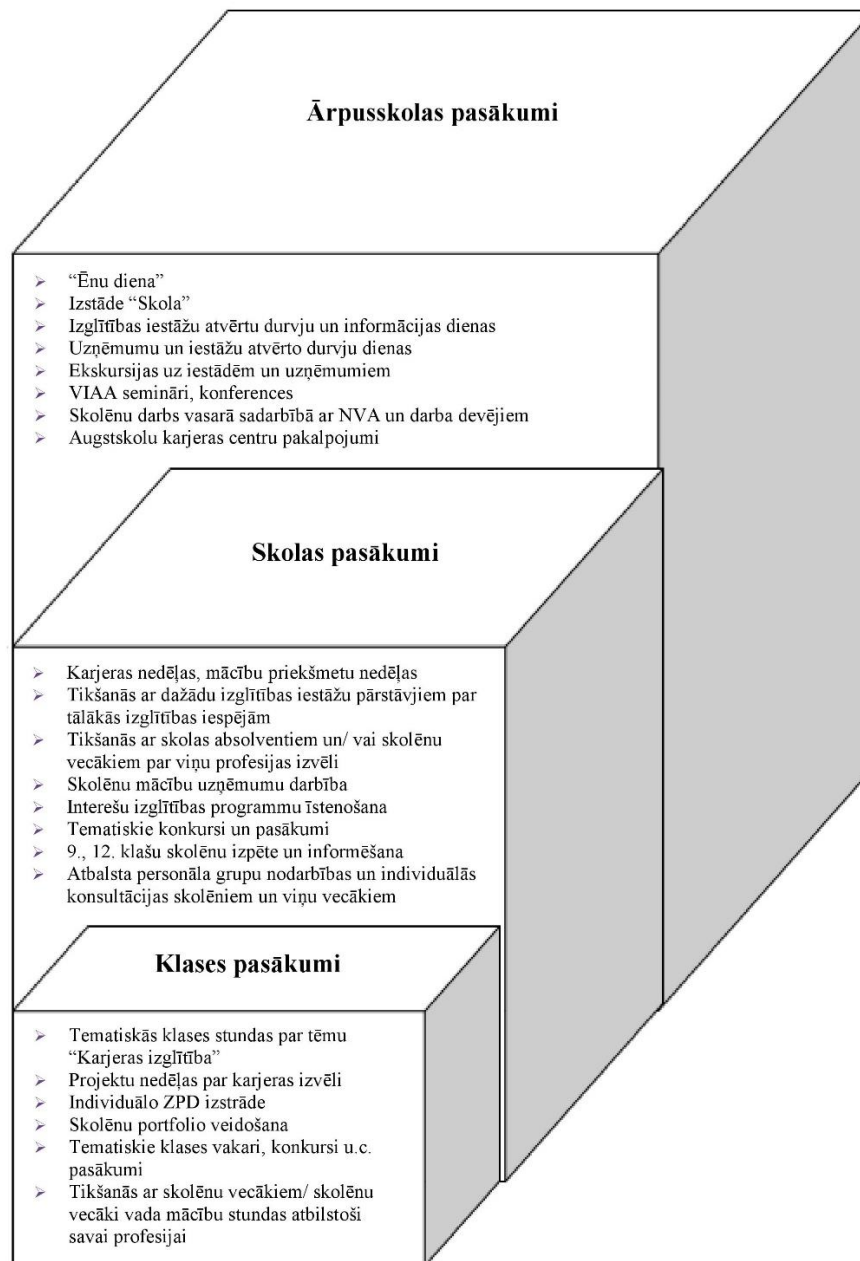 Ārpusskolas pasākumi
➢ “Ēnu diena”
➢ Izstāde “Skola”
➢ Izglītības iestāžu atvērtu durvju un informācijas dienas
➢ Uzņēmumu un iestāžu atvērto durvju dienas
➢ Ekskursijas uz iestādēm un uzņēmumiem
➢ VIAA semināri, konferences
➢ Skolēnu darbs vasarā sadarbībā ar NVA un darba devējiem
➢ Augstskolu karjeras centru pakalpojumi
Skolas pasākumi
➢ Karjeras nedēļas, mācību priekšmetu nedēļas
➢ Tikšanās ar dažādu izglītības iestāžu pārstāvjiem par
tālākās izglītības iespējām
➢ Tikšanās ar skolas absolventiem un/ vai skolēnu
vecākiem par viņu profesijas izvēli
➢ Skolēnu mācību uzņēmumu darbība
➢ Interešu izglītības programmu īstenošana
➢ Tematiskie konkursi un pasākumi
➢ 9., 12. klašu skolēnu izpēte un informēšana
➢ Atbalsta personāla grupu nodarbības un individuālās
konsultācijas skolēniem un viņu vecākiem
Klases pasākumi
➢ Tematiskās klases stundas par tēmu
“Karjeras izglītība”
➢ Projektu nedēļas par karjeras izvēli
➢ Individuālo ZPD izstrāde
➢ Skolēnu portfolio veidošana
➢ Tematiskie klases vakari, konkursi u.c.
pasākumi
➢ Tikšanās ar skolēnu vecākiem/ skolēnu
vecāki vada mācību stundas atbilstoši
savai profesijai